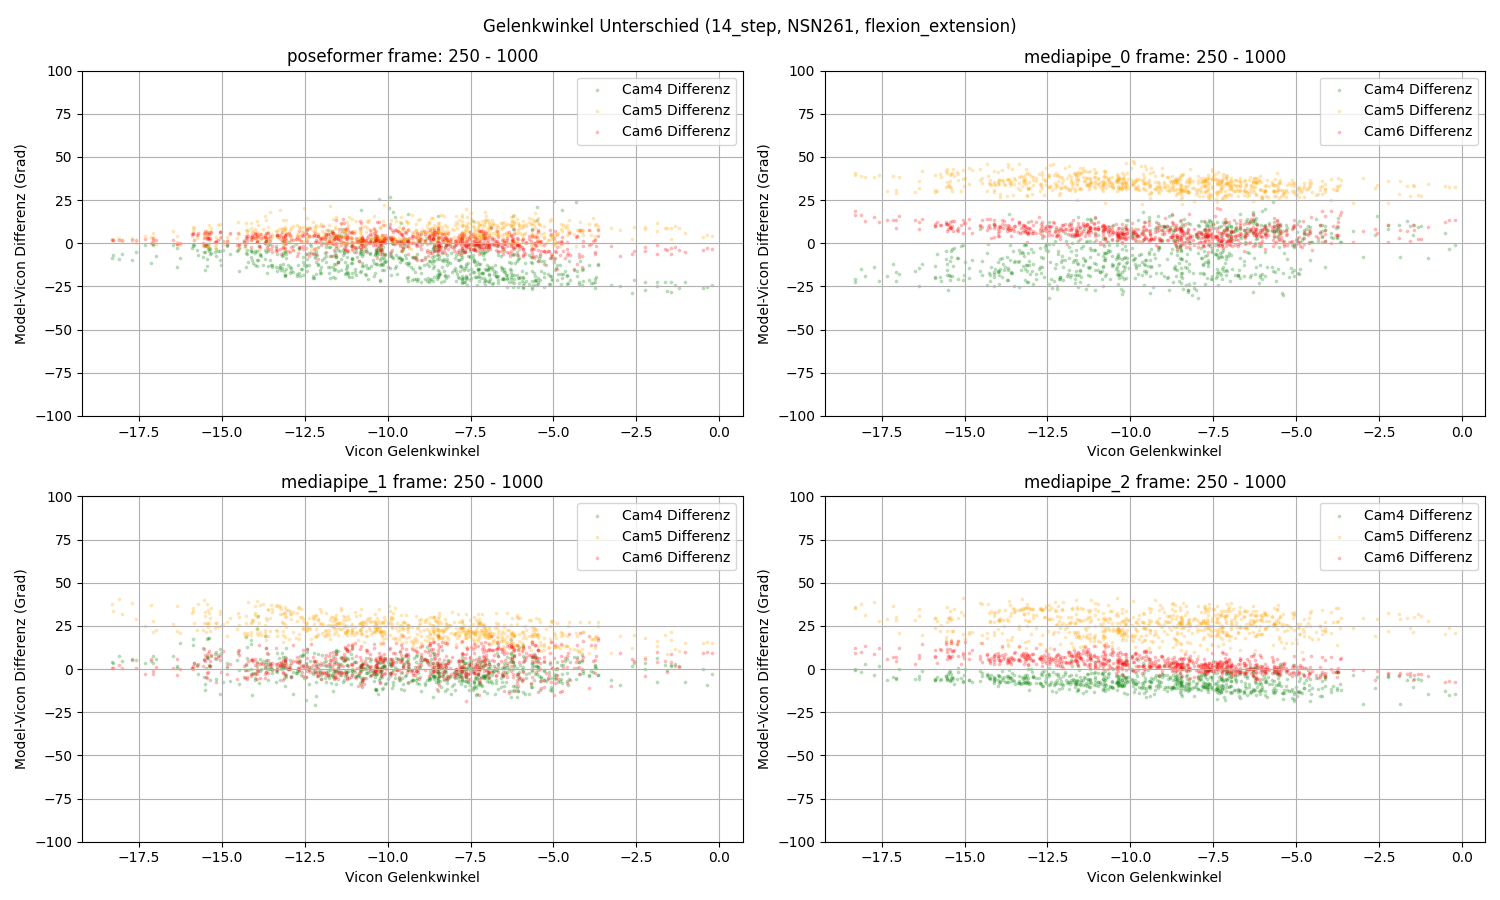 Gelenkwinkel Unterschied (14_step, NSN261, flexion_extension)
poseformer frame: 250 - 1000
100
75
50
25
0
−25
−50
−75
−100
Model-Vicon Differenz (Grad)
Cam4 Differenz
Cam5 Differenz
Cam6 Differenz
−17.5 −15.0 −12.5 −10.0 −7.5 −5.0 −2.5 0.0
Vicon Gelenkwinkel
mediapipe_0 frame: 250 - 1000
100
75
50
25
0
−25
−50
−75
−100
Model-Vicon Differenz (Grad)
Cam4 Differenz
Cam5 Differenz
Cam6 Differenz
−17.5 −15.0 −12.5 −10.0 −7.5 −5.0 −2.5 0.0
Vicon Gelenkwinkel
mediapipe_1 frame: 250 - 1000
100
75
50
25
0
−25
−50
−75
−100
Model-Vicon Differenz (Grad)
Cam4 Differenz
Cam5 Differenz
Cam6 Differenz
−17.5 −15.0 −12.5 −10.0 −7.5 −5.0 −2.5 0.0
Vicon Gelenkwinkel
mediapipe_2 frame: 250 - 1000
100
75
50
25
0
−25
−50
−75
−100
Model-Vicon Differenz (Grad)
Cam4 Differenz
Cam5 Differenz
Cam6 Differenz
−17.5 −15.0 −12.5 −10.0 −7.5 −5.0 −2.5 0.0
Vicon Gelenkwinkel